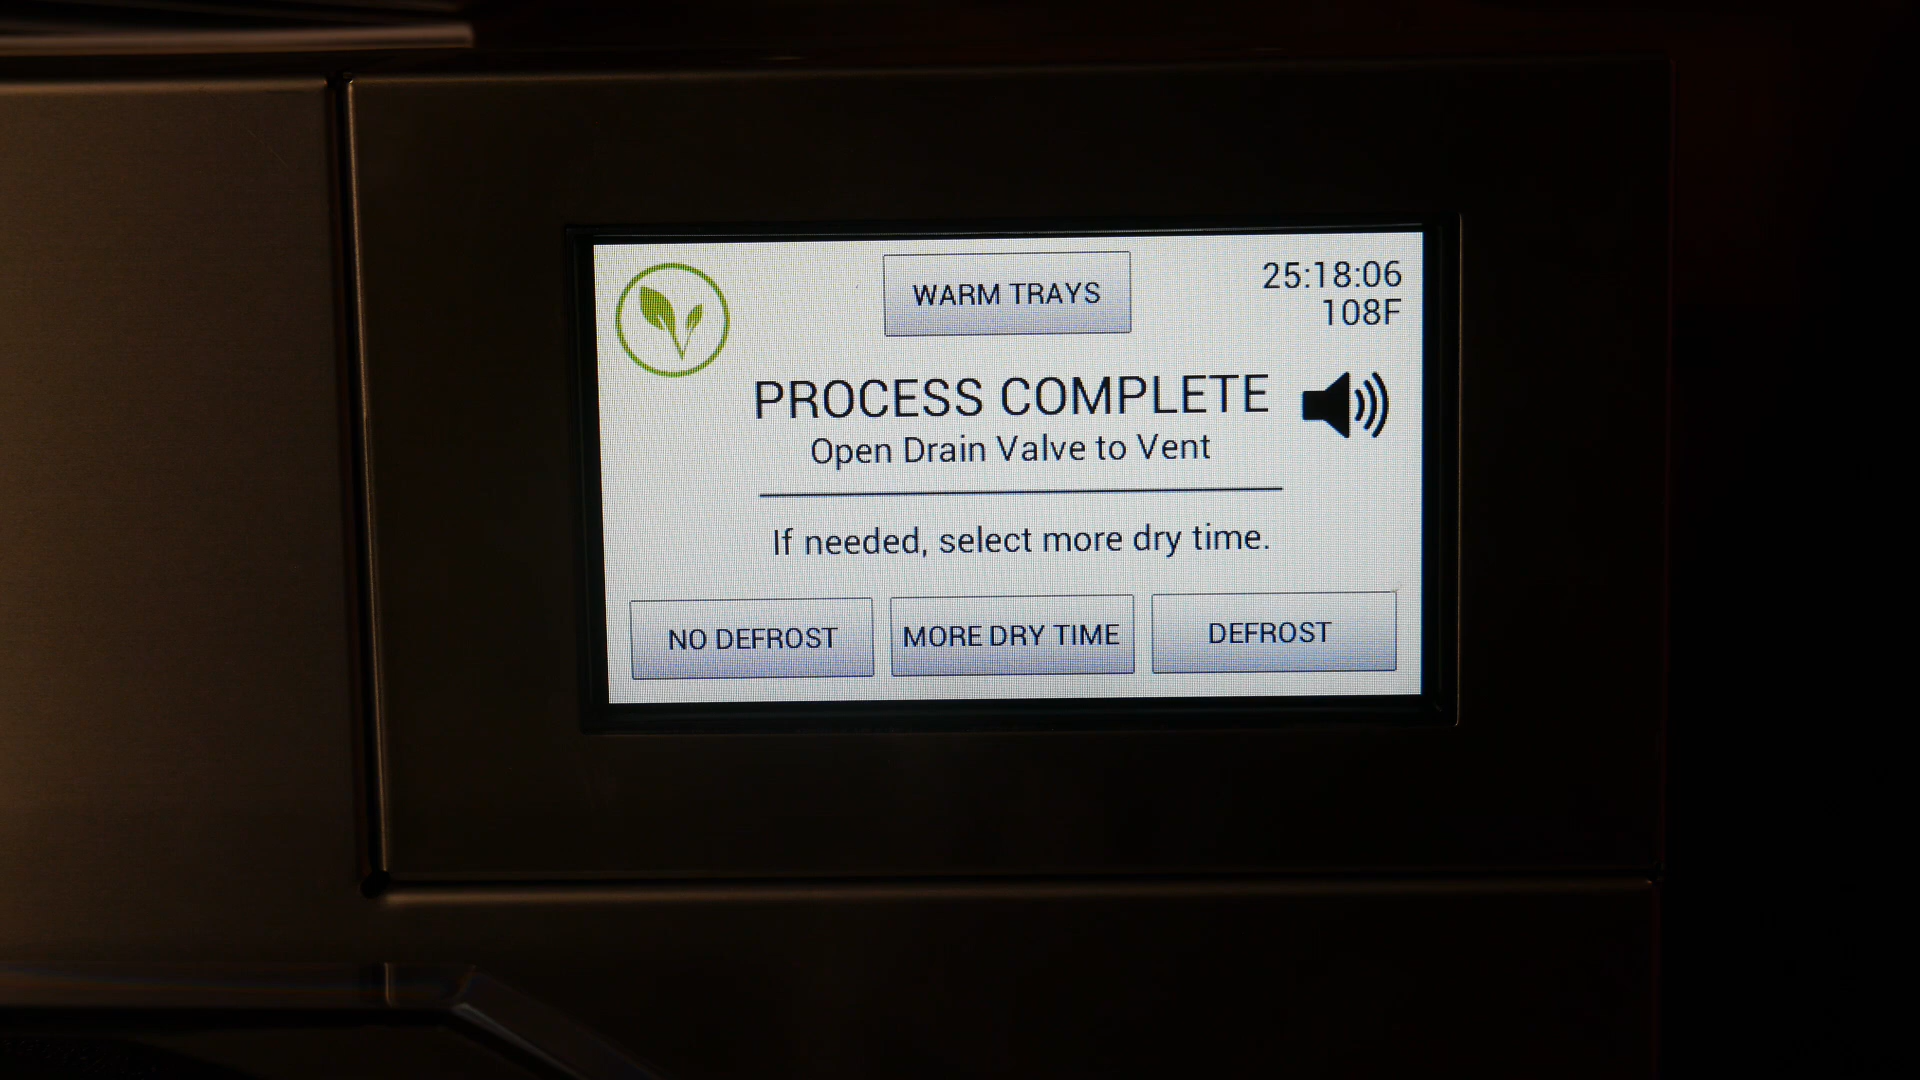 WARM TRAYS
25:18:06
108F
PROCESS COMPLETE
Open Drain Valve to Vent
If needed, select more dry time.
NO DEFROST
MORE DRY TIME
DEFROST